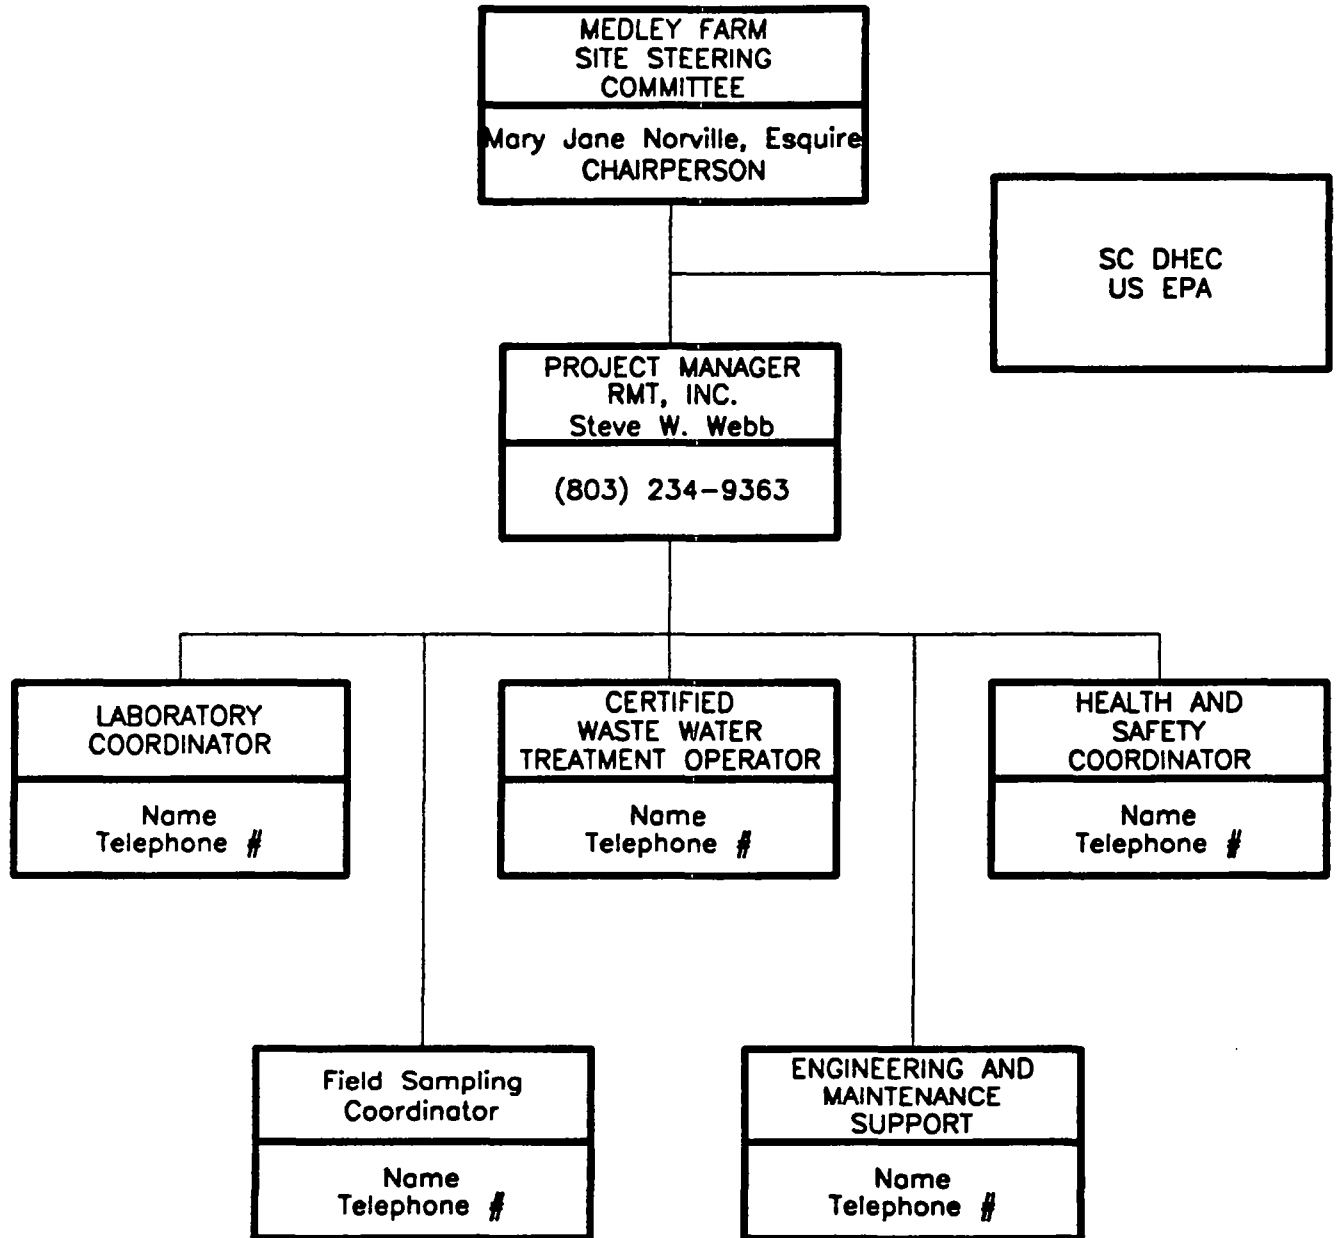 MEDLEY FARM
SITE STEERING
COMMITTEE
Mary Jane Norville, Esquire
CHAIRPERSON
SC DHEC
US EPA
PROJECT MANAGER
RMT, INC.
Steve W. Webb
(803) 234-9363
LABORATORY
COORDINATOR
Name
Telephone #
CERTIFIED
WASTE WATER
TREATMENT OPERATOR
Name
Telephone #
HEALTH AND
SAFETY
COORDINATOR
Name
Telephone #
Field Sampling
Coordinator
Name
Telephone #
ENGINEERING AND
MAINTENANCE
SUPPORT
Name
Telephone #